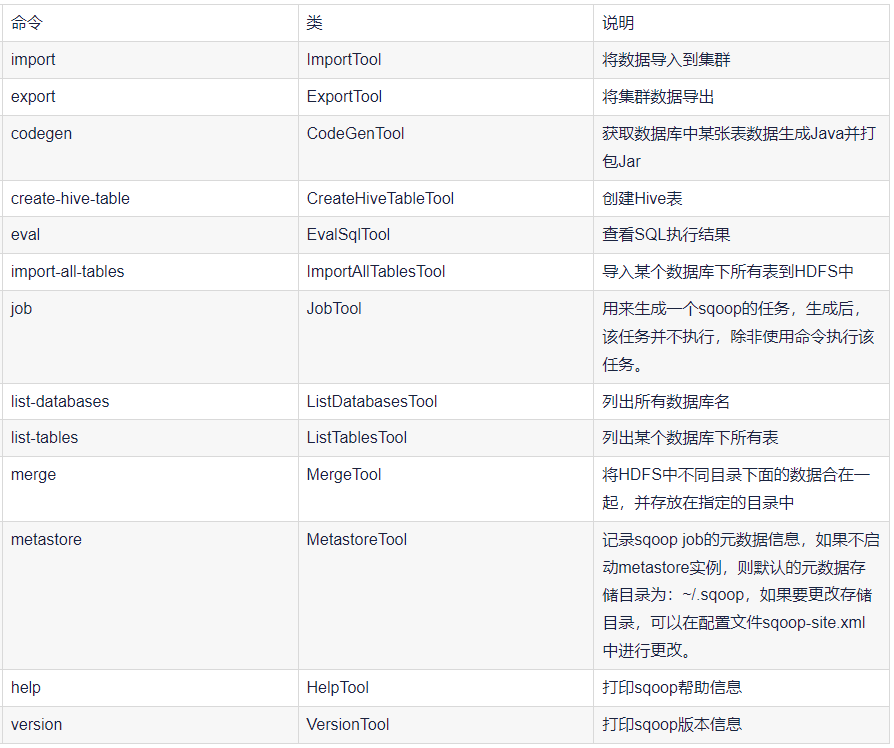 命令 类 说明
import ImportTool 将数据导入到集群
export ExportTool 将集群数据导出
codegen CodeGenTool 获取数据库中某张表数据生成Java并打
包Jar
create-hive-table CreateHiveTableTool 创建Hive表
eval EvalSqlTool 查看SQL执行结果
import-all-tables ImportAllTablesTool 导入某个数据库下所有表到HDFS中
job JobTool 用来生成一个sqoop的任务，生成后，
该任务并不执行，除非使用命令执行该
任务。
list-databases ListDatabasesTool 列出所有数据库名
list-tables ListTablesTool 列出某个数据库下所有表
merge MergeTool 将HDFS中不同目录下面的数据合在一
起，并存放在指定的目录中
metastore MetastoreTool 记录sqoop job的元数据信息，如果不启
动metastore实例，则默认的元数据存
储目录为：~/.sqoop，如果要更改存储
目录，可以在配置文件sqoop-site.xml
中进行更改。
help HelpTool 打印sqoop帮助信息
version VersionTool 打印sqoop版本信息